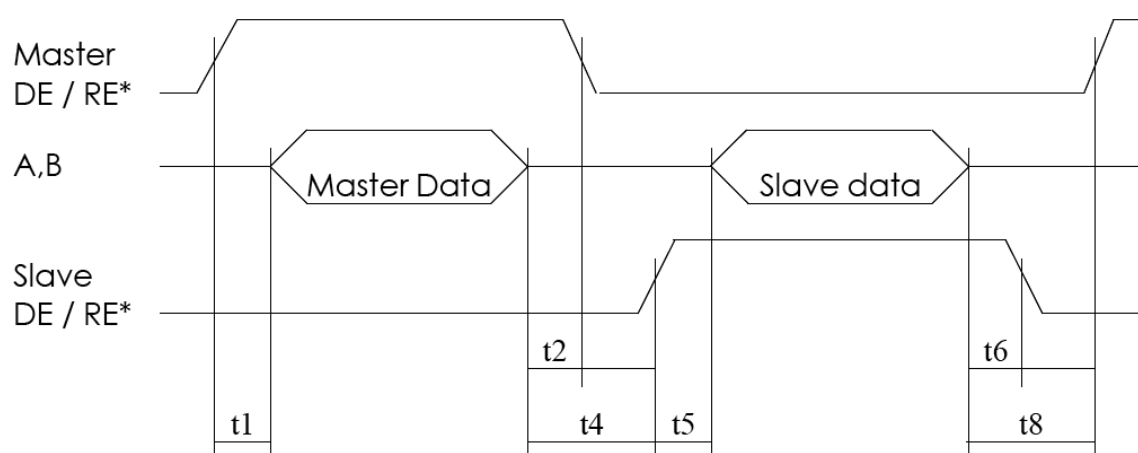 Master
DE / RE*
A,B
Master Data
Slave data
Slave
DE / RE*
t2
t6
t1
t4
t5
t8